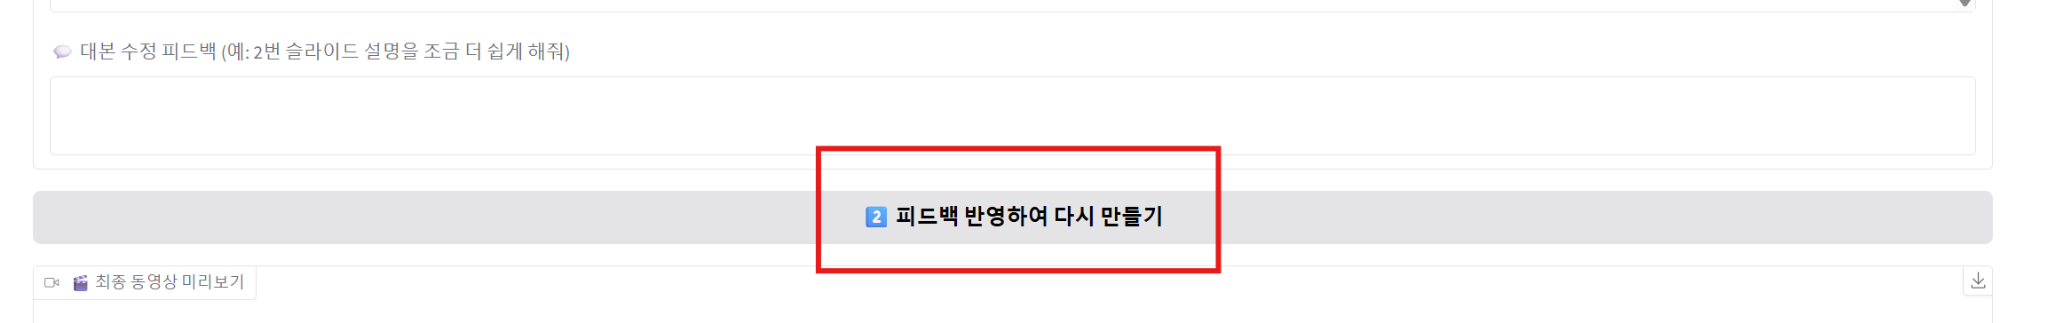 💬 대본 수정 피드백 (예: 2번 슬라이드 설명을 조금 더 쉽게 해줘)
2️⃣ 피드백 반영하여 다시 만들기
🎬 최종 동영상 미리보기